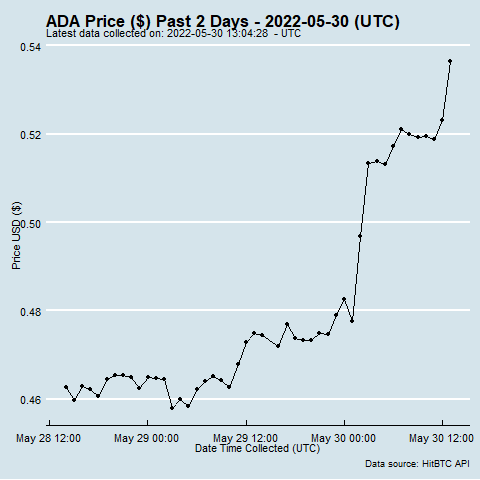 ADA Price ($) Past 2 Days - 2022-05-30 (UTC)
Latest data collected on: 2022-05-30 13:04:28 - UTC
0.54
0.52
0.50
0.48
0.46
Price USD ($)
May 28 12:00 May 29 00:00 May 29 12:00 May 30 00:00 May 30 12:00
Date Time Collected (UTC)
Data source: HitBTC API